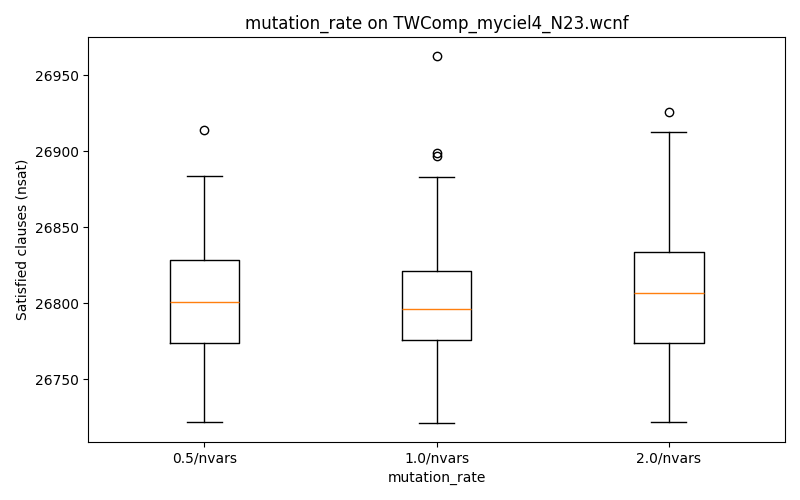 mutation_rate on TWComp_myciel4_N23.wcnf
Satisfied clauses (nsat)
26950
26900
26850
26800
26750
0.5/nvars
1.0/nvars
2.0/nvars
mutation_rate